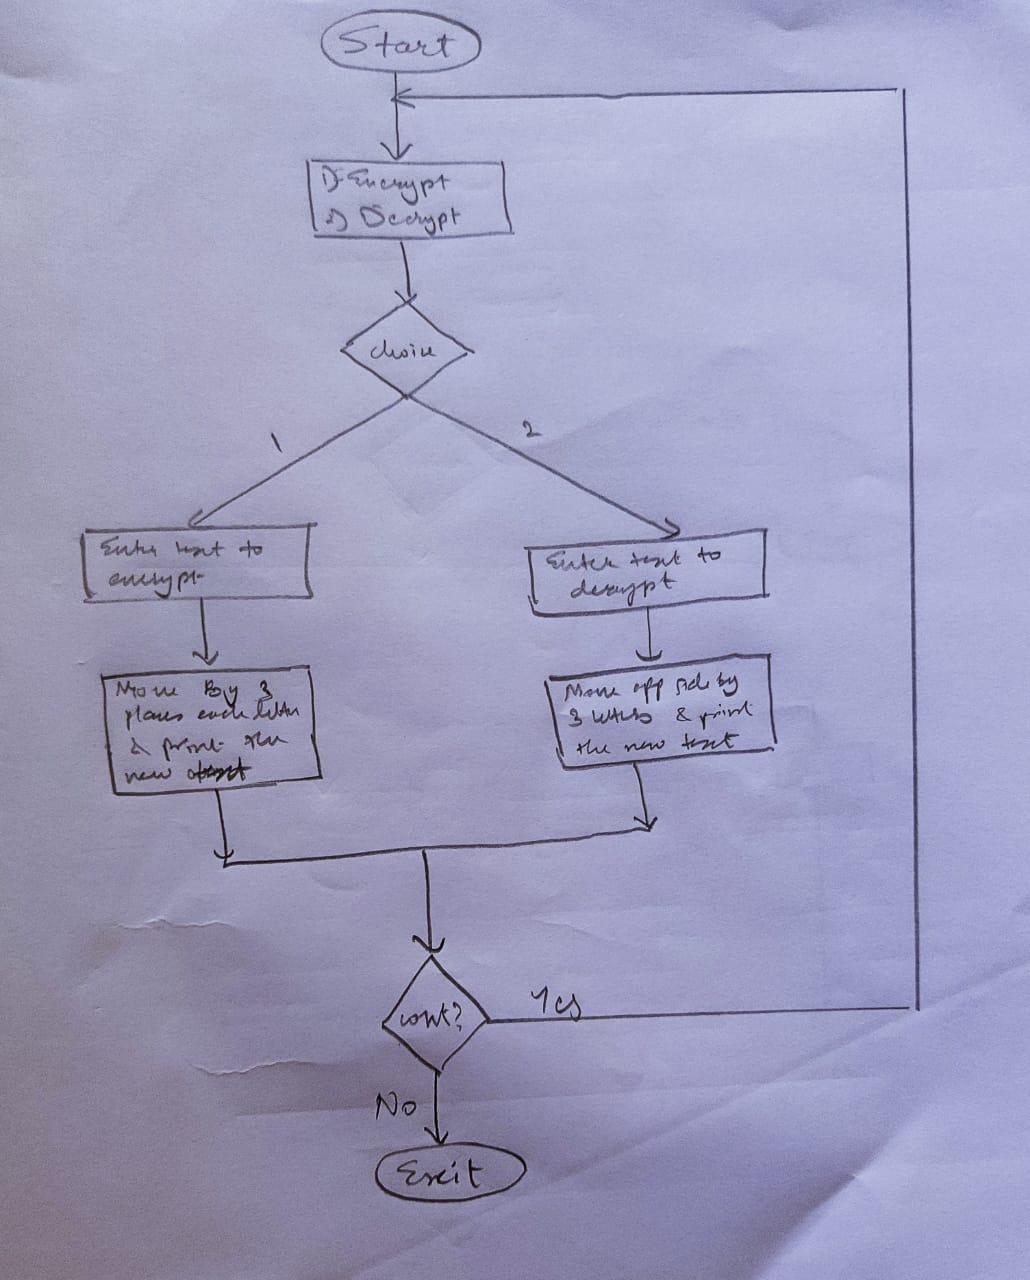 Start
1) Encrypt
2) Decrypt
choice
1
2
Enter text to
encrypt
Enter text to
decrypt
Move By 3
places each letter
& print the
new text
Move opp side by
3 letters & print
the new text
cont?
Yes
No
Exit